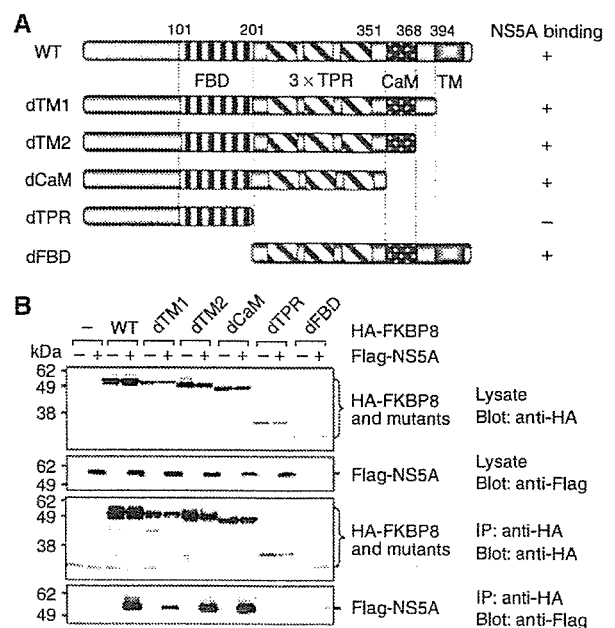 A
101 201 351 368 394 NS5A binding
WT +
FBD 3 × TPR CaM TM
dTM1 +
dTM2 +
dCaM +
dTPR −
dFBD +
B
− WT dTM1 dTM2 dCaM dTPR dFBD HA-FKBP8
kDa − + − + − + − + − + − + − + Flag-NS5A
62
49
38
HA-FKBP8
and mutants
Lysate
Blot: anti-HA
62
49
Flag-NS5A
Lysate
Blot: anti-Flag
62
49
38
HA-FKBP8
and mutants
IP: anti-HA
Blot: anti-HA
62
49
Flag-NS5A
IP: anti-HA
Blot: anti-Flag